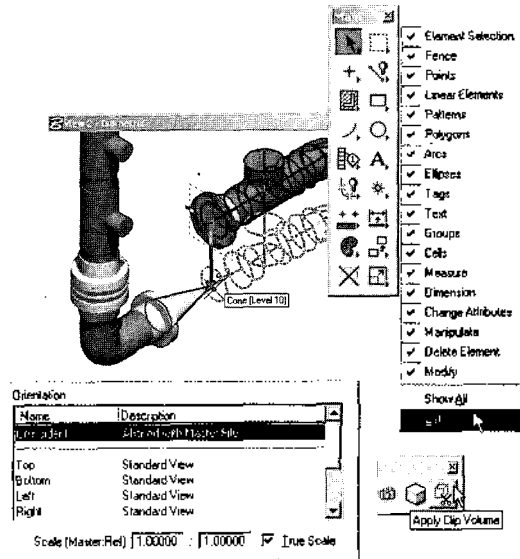 Element Selection
Fence
Points
Linear Elements
Patterns
Polygons
Arcs
Ellipses
Tags
Text
Groups
Cells
Measure
Dimension
Change Attributes
Manipulate
Delete Element
Modify
Show All
Cone [Level 10]
Orientation
Name Description
Aligned with Master File
Top Standard View
Bottom Standard View
Left Standard View
Right Standard View
Scale (Master:Ref) 1.00000 : 1.00000 True Scale
Apply Clip Volume